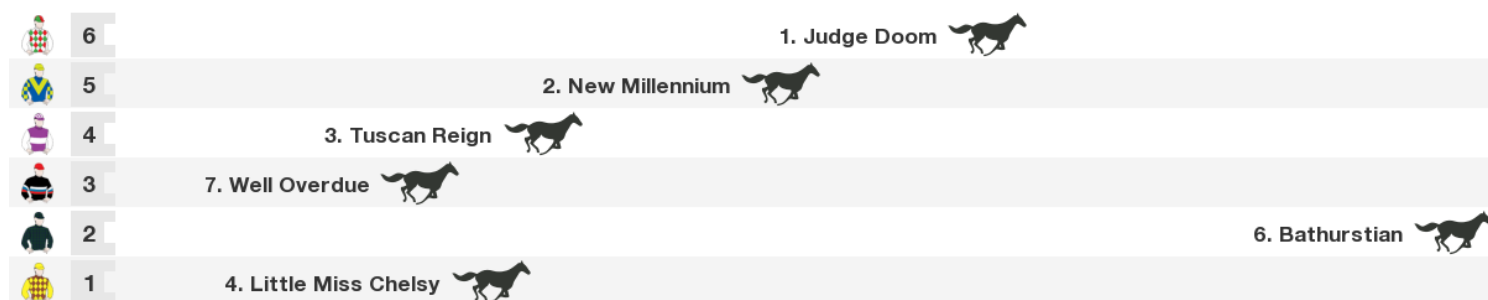 6 1. Judge Doom
5 2. New Millennium
4 3. Tuscan Reign
3 7. Well Overdue
2 6. Bathurstian
1 4. Little Miss Chelsy